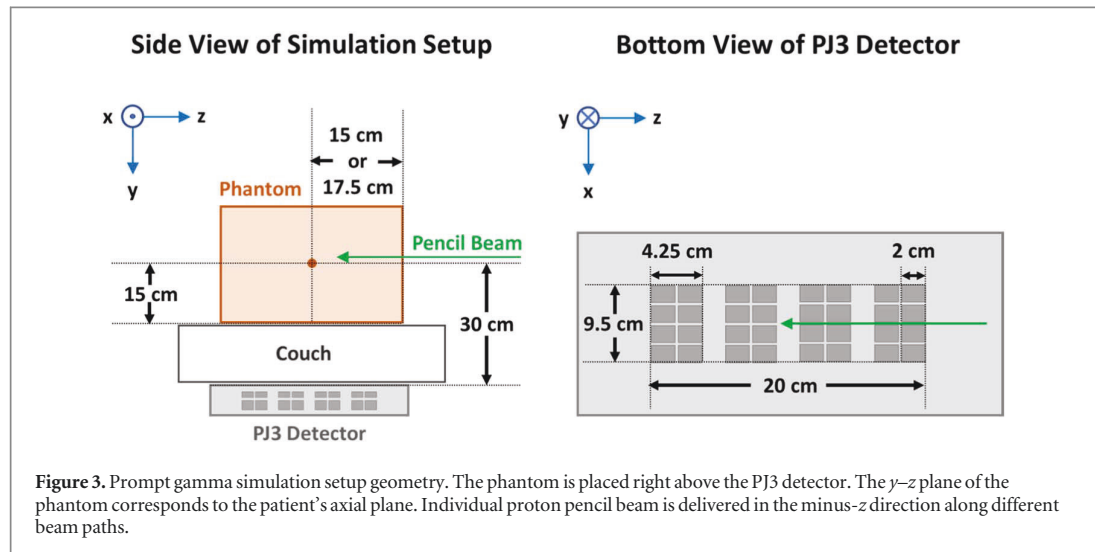 Side View of Simulation Setup
x
z
y
15 cm
or
17.5 cm
Phantom
Pencil Beam
15 cm
30 cm
Couch
PJ3 Detector
Bottom View of PJ3 Detector
y
z
x
4.25 cm
2 cm
9.5 cm
20 cm
Figure 3. Prompt gamma simulation setup geometry. The phantom is placed right above the PJ3 detector. The y–z plane of the
phantom corresponds to the patient's axial plane. Individual proton pencil beam is delivered in the minus-z direction along different
beam paths.